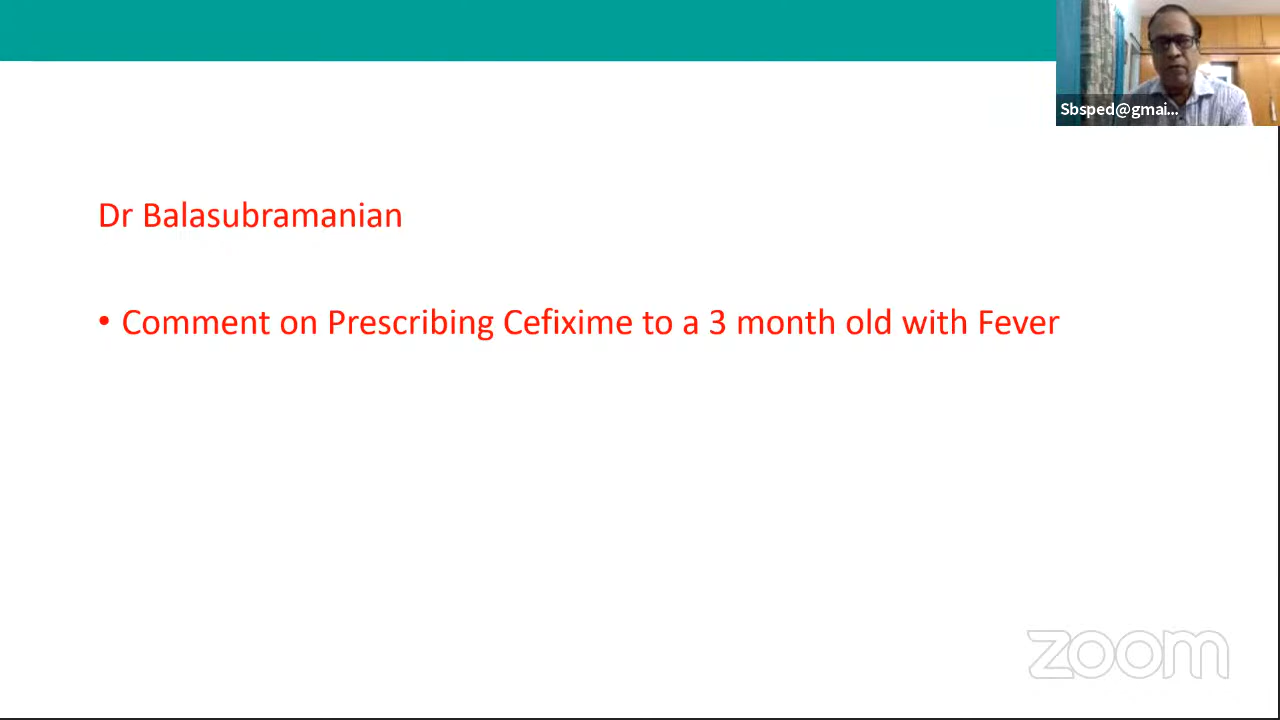 Sbsped@gmai...
Dr Balasubramanian
• Comment on Prescribing Cefixime to a 3 month old with Fever
zoom